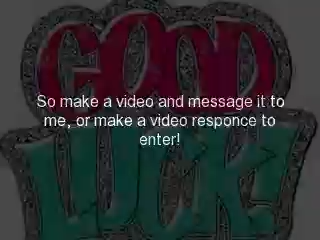 GOOD
So make a video and message it to
me, or make a video responce to
enter!
LUCK!